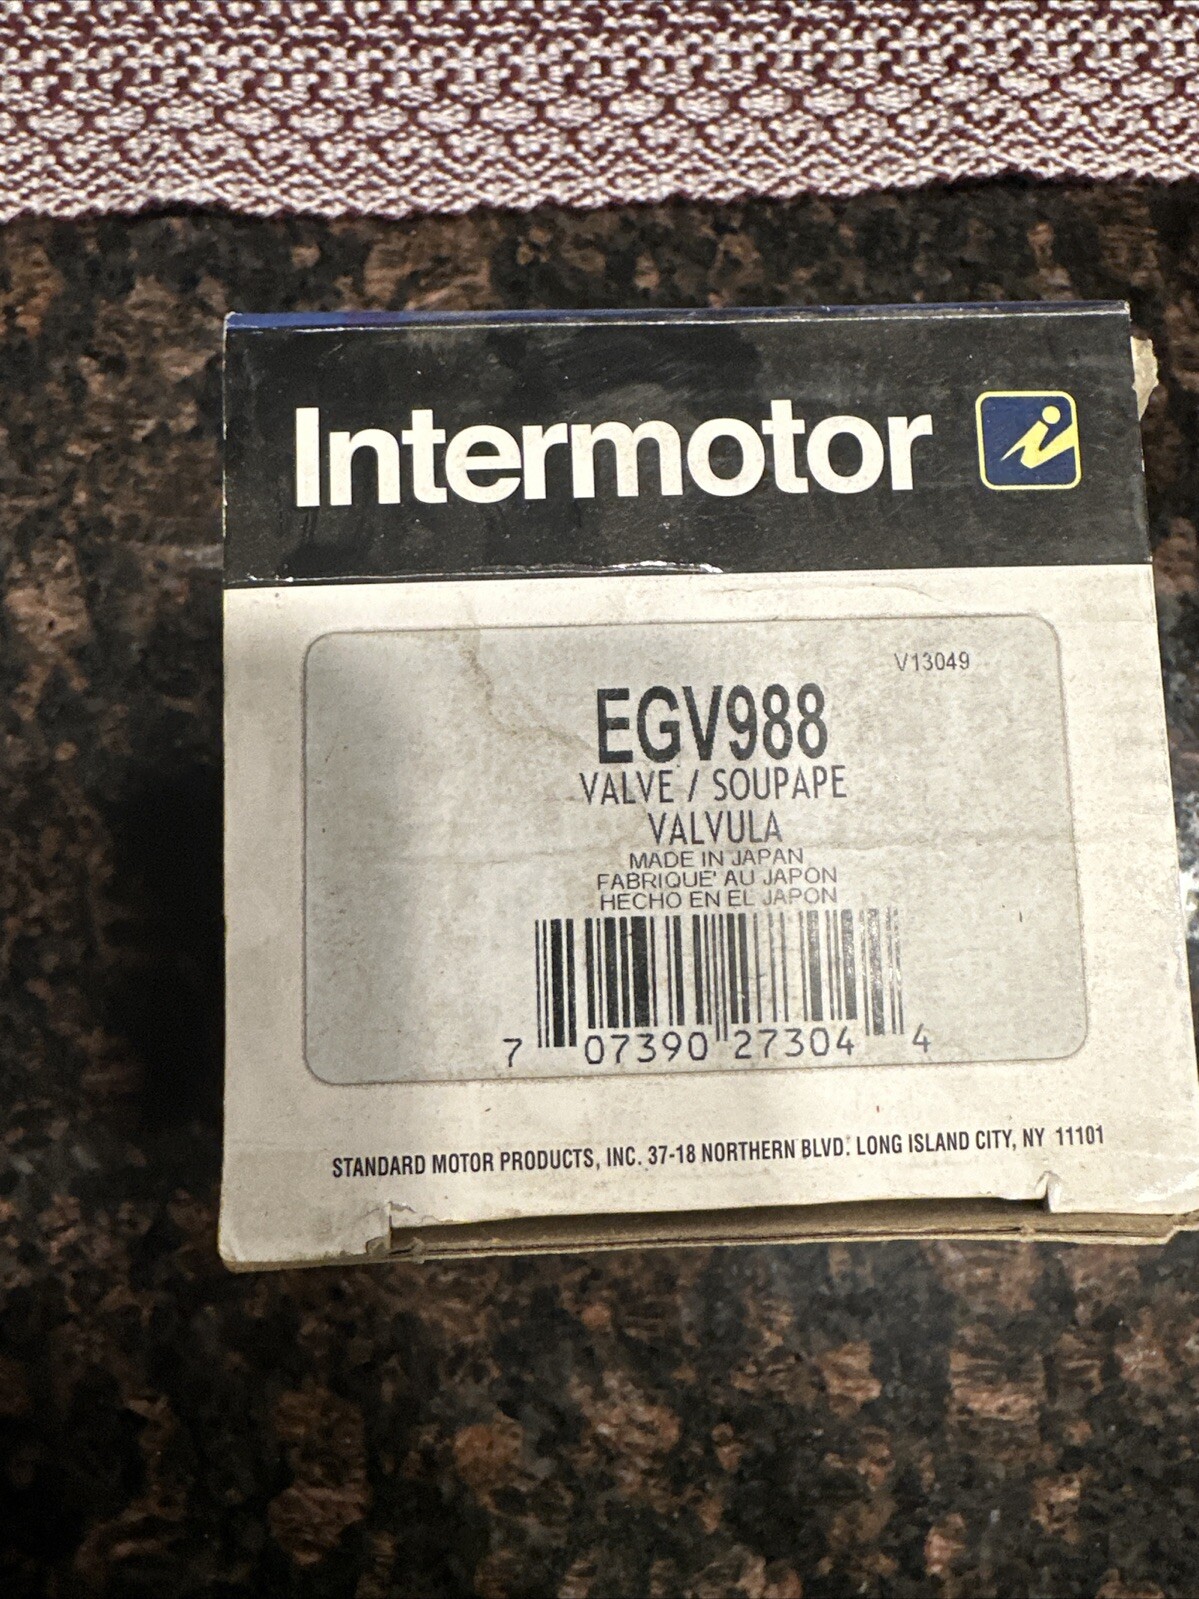 Intermotor
V13049
EGV988
VALVE / SOUPAPE
VALVULA
MADE IN JAPAN
FABRIQUE' AU JAPON
HECHO EN EL JAPON
7 07390 27304 4
STANDARD MOTOR PRODUCTS, INC. 37-18 NORTHERN BLVD. LONG ISLAND CITY, NY 11101